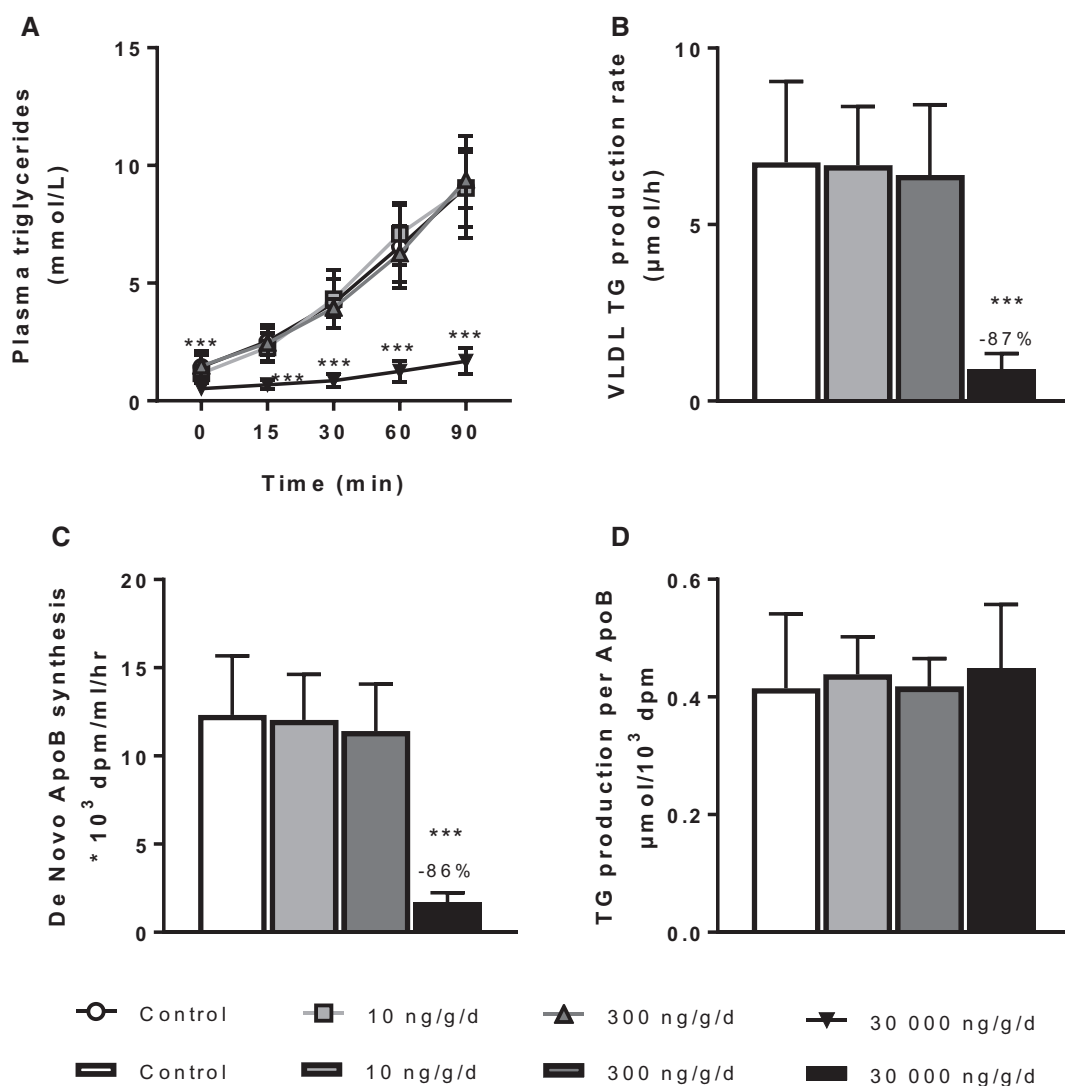 A
Plasma triglycerides
(mmol/L)
15
10
5
0
***
***
***
***
***
0 15 30 60 90
Time (min)
B
VLDL TG production rate
(µmol/h)
10
5
0
***
-87%
C
De Novo ApoB synthesis
* 10³ dpm/ml/hr
20
15
10
5
0
***
-86%
D
TG production per ApoB
µmol/10³ dpm
0.6
0.4
0.2
0.0
Control 10 ng/g/d 300 ng/g/d 30 000 ng/g/d
Control 10 ng/g/d 300 ng/g/d 30 000 ng/g/d